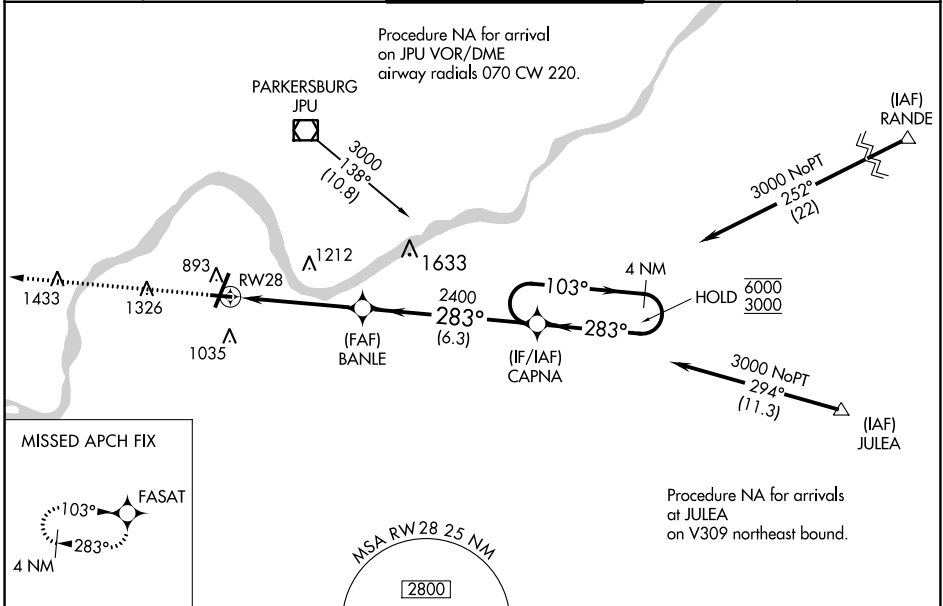 Procedure NA for arrival
on JPU VOR/DME
airway radials 070 CW 220.
PARKERSBURG
JPU
3000
138°
(10.8)
(IAF)
RANDE
3000 NoPT
252°
(22)
1433
1326
893
RW28
1212
1633
1035
2400
283°
(6.3)
(FAF)
BANLE
(IF/IAF)
CAPNA
103°
283°
4 NM
HOLD
6000
3000
3000 NoPT
294°
(11.3)
(IAF)
JULEA
Procedure NA for arrivals
at JULEA
on V309 northeast bound.
MISSED APCH FIX
FASAT
103°
283°
4 NM
MSA RW28 25 NM
2800